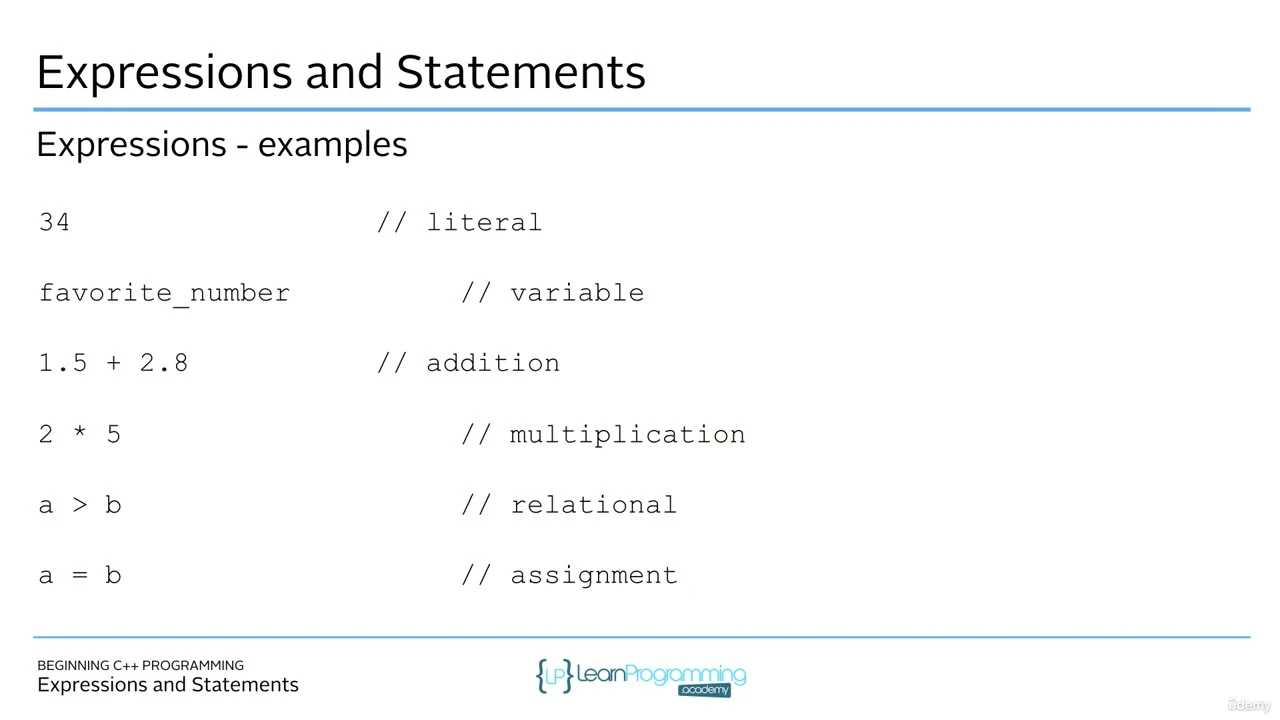 Expressions and Statements
Expressions - examples
34 // literal
favorite_number // variable
1.5 + 2.8 // addition
2 * 5 // multiplication
a > b // relational
a = b // assignment
BEGINNING C++ PROGRAMMING
Expressions and Statements
{LP} LearnProgramming
.academy
ûdemy